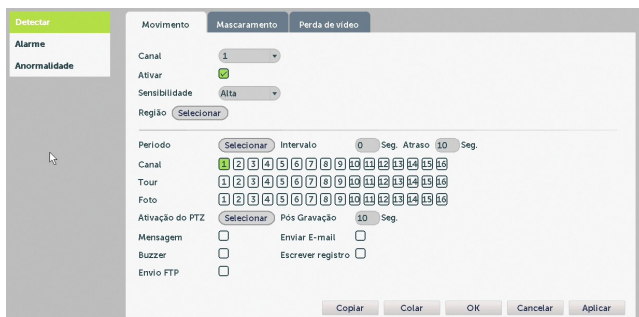 Detectar
Alarme
Anormalidade
Movimento Mascaramento Perda de vídeo
Canal 1
Ativar
Sensibilidade Alta
Região Selecionar
Periodo Selecionar Intervalo 0 Seg. Atraso 10 Seg.
Canal 1 2 3 4 5 6 7 8 9 10 11 12 13 14 15 16
Tour 1 2 3 4 5 6 7 8 9 10 11 12 13 14 15 16
Foto 1 2 3 4 5 6 7 8 9 10 11 12 13 14 15 16
Ativação do PTZ Selecionar Pós Gravação 10 Seg.
Mensagem Enviar E-mail
Buzzer Escrever registro
Envio FTP
Copiar Colar OK Cancelar Aplicar